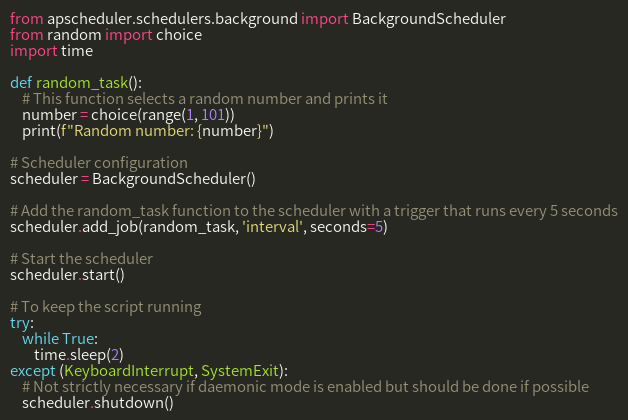 from apscheduler.schedulers.background import BackgroundScheduler
from random import choice
import time

def random_task():
    # This function selects a random number and prints it
    number = choice(range(1, 101))
    print(f"Random number: {number}")

# Scheduler configuration
scheduler = BackgroundScheduler()

# Add the random_task function to the scheduler with a trigger that runs every 5 seconds
scheduler.add_job(random_task, 'interval', seconds=5)

# Start the scheduler
scheduler.start()

# To keep the script running
try:
    while True:
        time.sleep(2)
except (KeyboardInterrupt, SystemExit):
    # Not strictly necessary if daemonic mode is enabled but should be done if possible
    scheduler.shutdown()